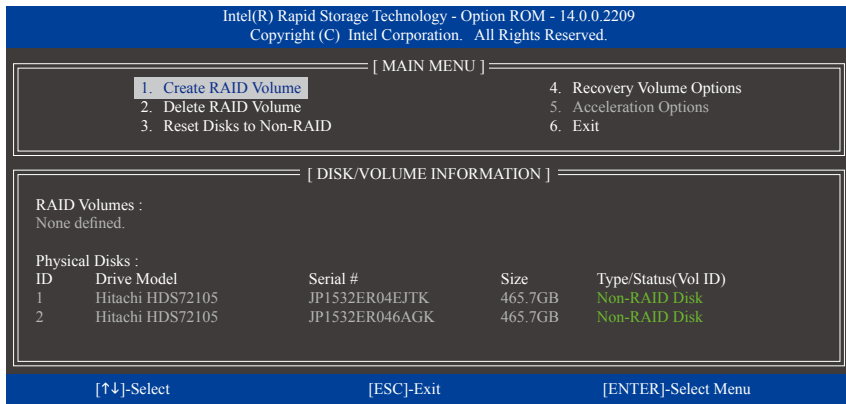 Intel(R) Rapid Storage Technology - Option ROM - 14.0.0.2209
Copyright (C) Intel Corporation. All Rights Reserved.
[ MAIN MENU ]
1. Create RAID Volume
2. Delete RAID Volume
3. Reset Disks to Non-RAID
4. Recovery Volume Options
5. Acceleration Options
6. Exit
[ DISK/VOLUME INFORMATION ]
RAID Volumes :
None defined.
Physical Disks :
ID Drive Model Serial # Size Type/Status(Vol ID)
1 Hitachi HDS72105 JP1532ER04EJTK 465.7GB Non-RAID Disk
2 Hitachi HDS72105 JP1532ER046AGK 465.7GB Non-RAID Disk
[↑↓]-Select [ESC]-Exit [ENTER]-Select Menu